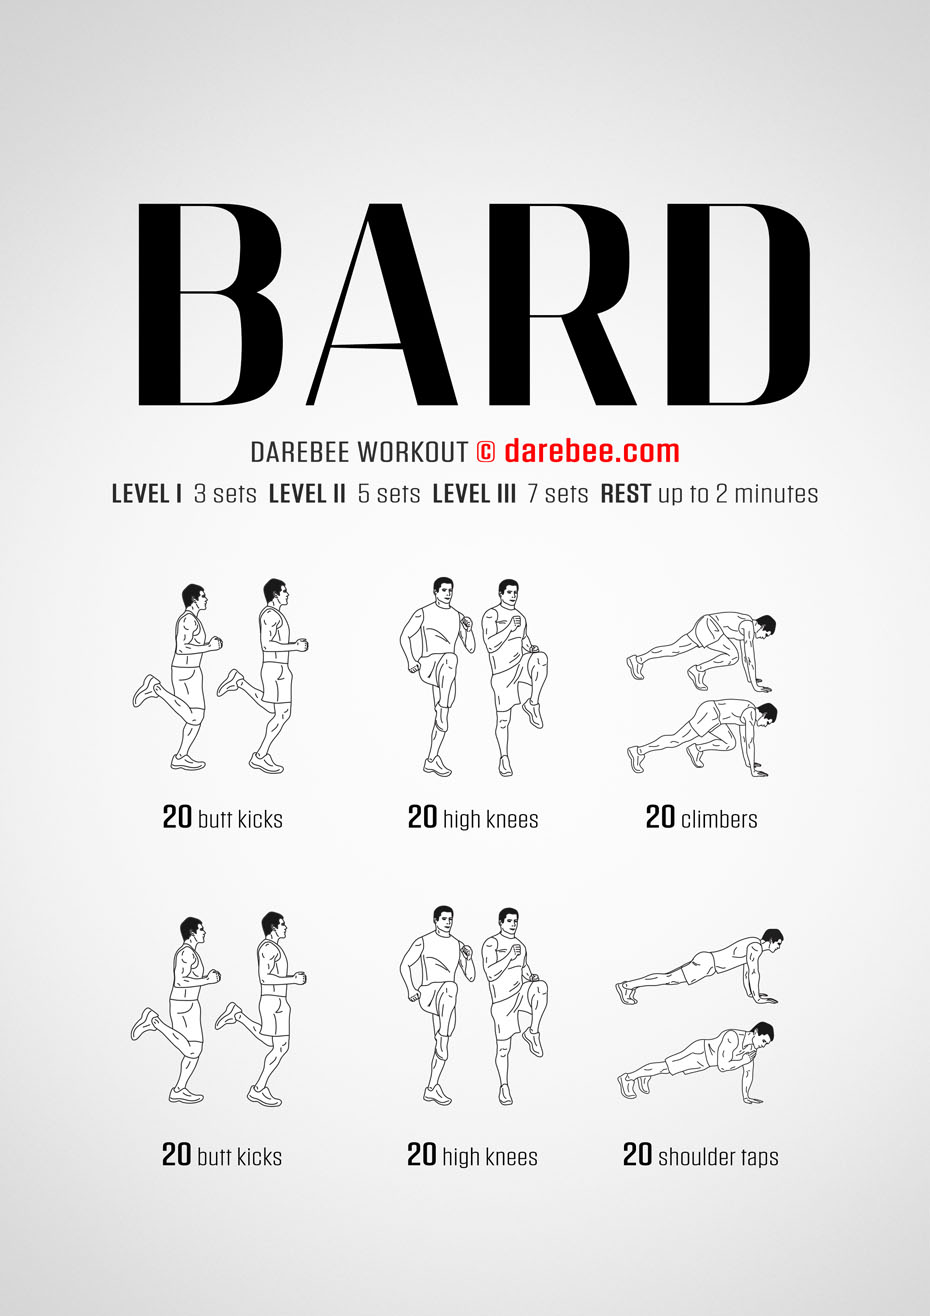 BARD
DAREBEE WORKOUT © darebee.com
LEVEL I 3 sets LEVEL II 5 sets LEVEL III 7 sets REST up to 2 minutes
20 butt kicks
20 high knees
20 climbers
20 butt kicks
20 high knees
20 shoulder taps